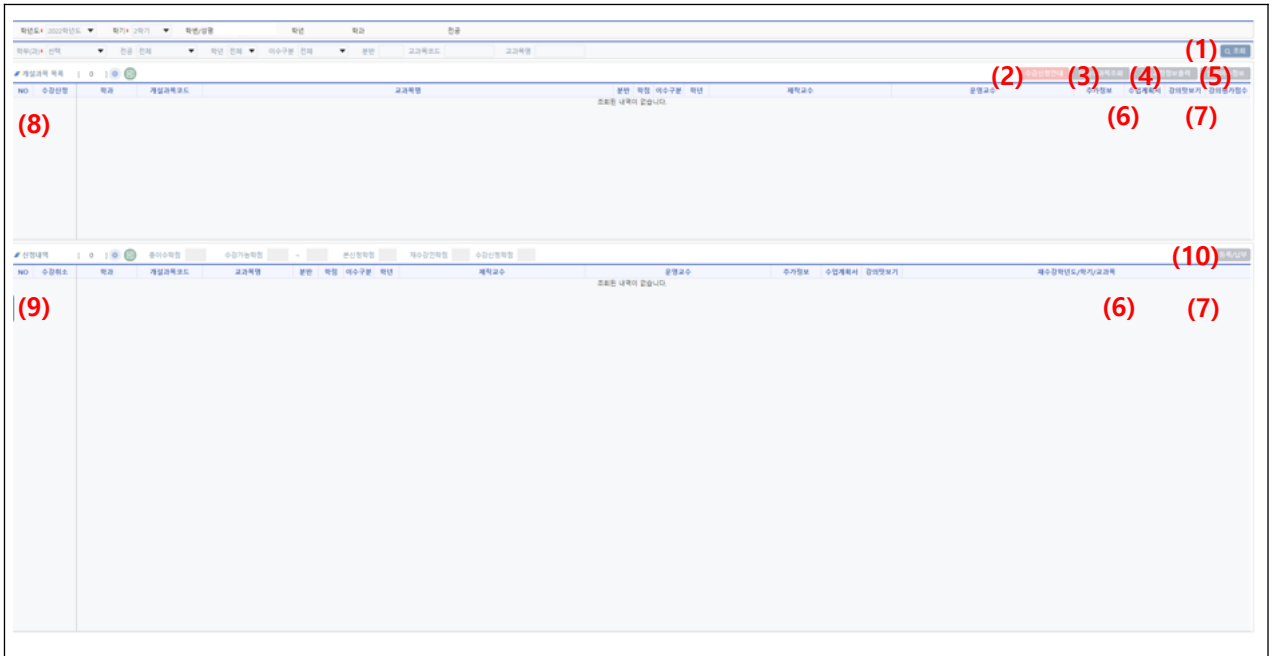 학년도 2022학년도 학기 2학기 학번/성명 학년 학과 전공
학부(과) 선택 전공 전체 학년 전체 이수구분 전체 분반 교과목코드 교과목명
(1) 조회
개설과목 목록 [ 0 ] (2) 수강신청안내 (3) (4) (5)
NO 수강신청 학과 개설과목코드 교과목명 분반 학점 이수구분 학년 제작교수 운영교수 추가정보 수업계획서 강의맛보기 강의평가점수
조회된 내역이 없습니다.
(8) (6) (7)
신청내역 [ 0 ] 총이수학점 수강가능학점 ~ 본신청학점 재수강한학점 수강신청학점 (10)
NO 수강취소 학과 개설과목코드 교과목명 분반 학점 이수구분 학년 제작교수 운영교수 추가정보 수업계획서 강의맛보기 재수강학년도/학기/교과목
조회된 내역이 없습니다.
(9) (6) (7)